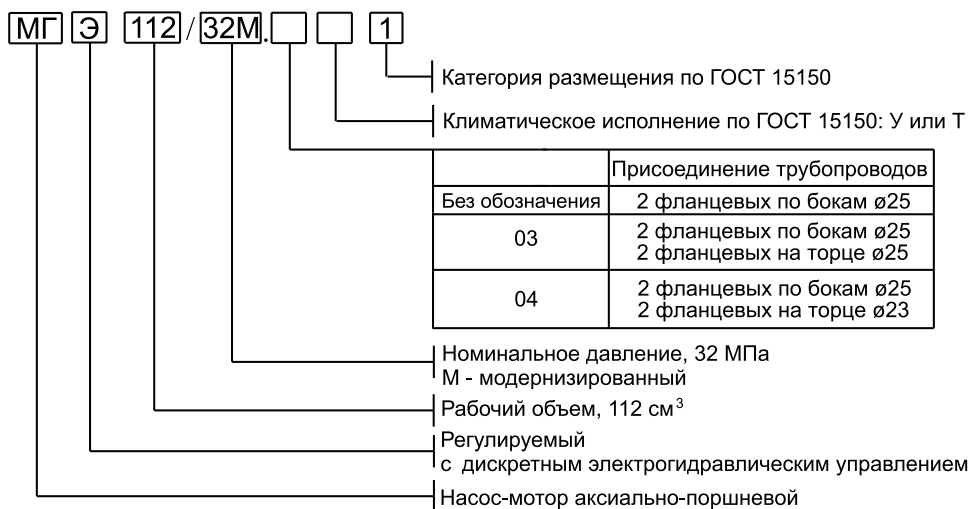 МГ Э 112/32М. 1
Категория размещения по ГОСТ 15150
Климатическое исполнение по ГОСТ 15150: У или Т
Присоединение трубопроводов
Без обозначения 2 фланцевых по бокам ø25
03 2 фланцевых по бокам ø25
2 фланцевых на торце ø25
04 2 фланцевых по бокам ø25
2 фланцевых на торце ø23
Номинальное давление, 32 МПа
М - модернизированный
Рабочий объем, 112 см³
Регулируемый
с дискретным электрогидравлическим управлением
Насос-мотор аксиально-поршневой